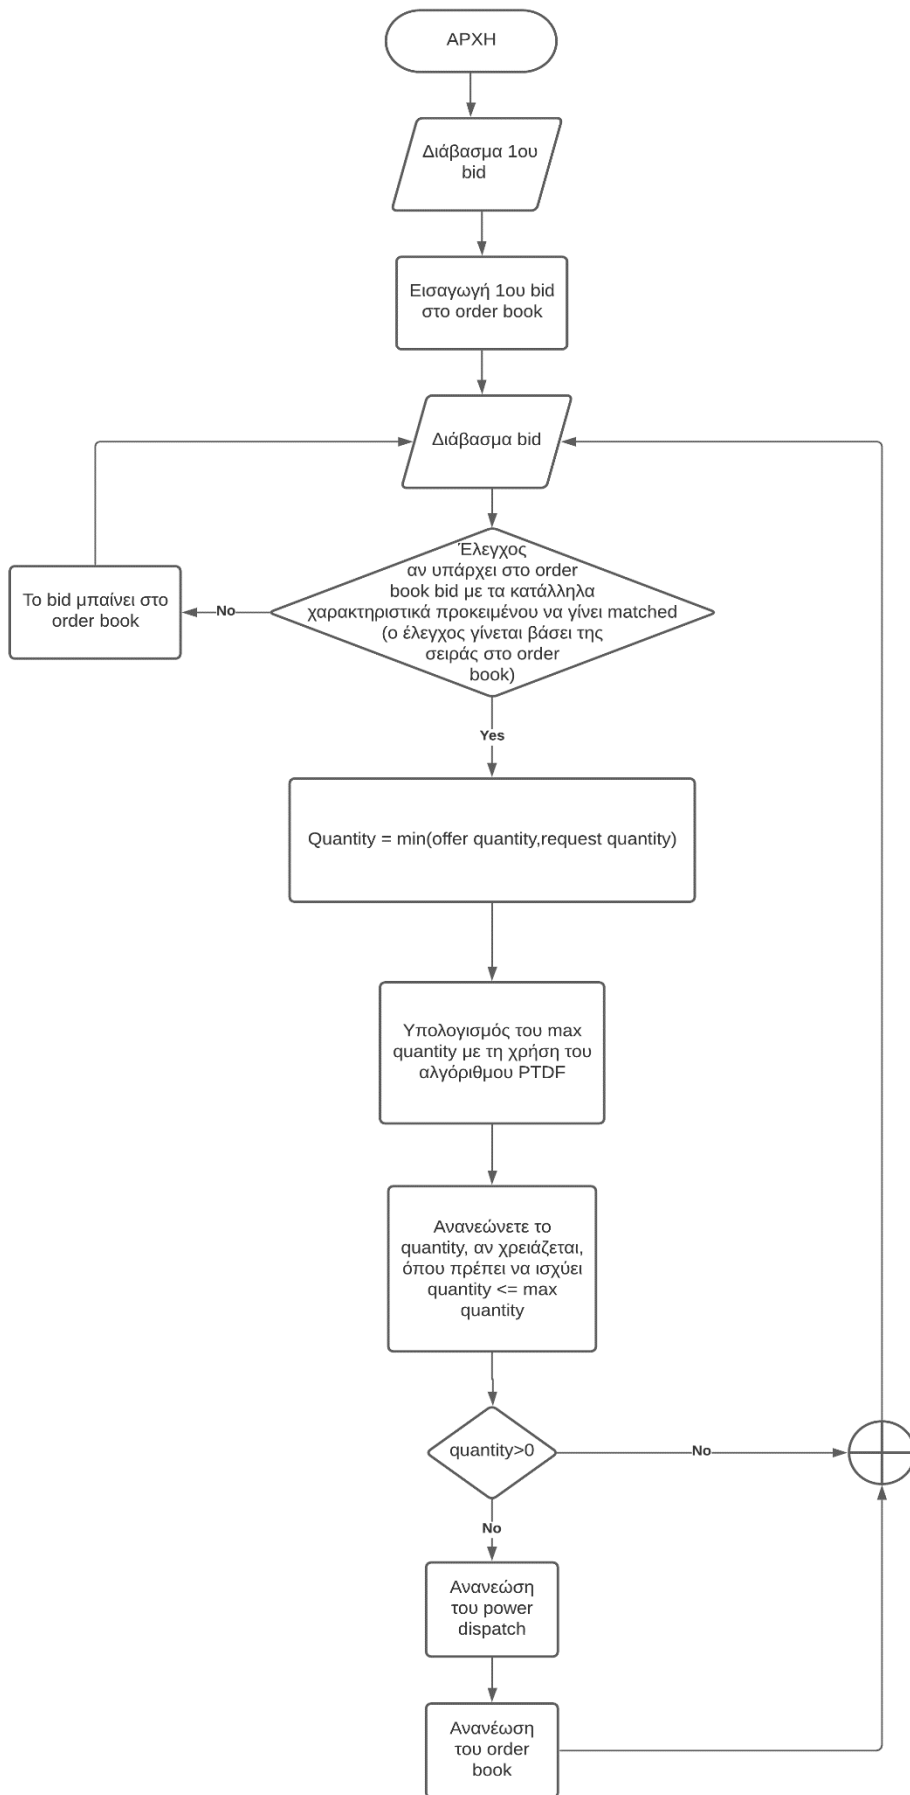 ΑΡΧΗ
Διάβασμα 1ου
bid
Εισαγωγή 1ου bid
στο order book
Διάβασμα bid
Έλεγχος
αν υπάρχει στο order
book bid με τα κατάλληλα
χαρακτηριστικά προκειμένου να γίνει matched
(ο έλεγχος γίνεται βάσει της
σειράς στο order
book)
No
Το bid μπαίνει στο
order book
Yes
Quantity = min(offer quantity,request quantity)
Υπολογισμός του max
quantity με τη χρήση του
αλγόριθμου PTDF
Ανανεώνετε το
quantity, αν χρειάζεται,
όπου πρέπει να ισχύει
quantity <= max
quantity
quantity>0
No
No
Ανανεώση
του power
dispatch
Ανανέωση
του order
book